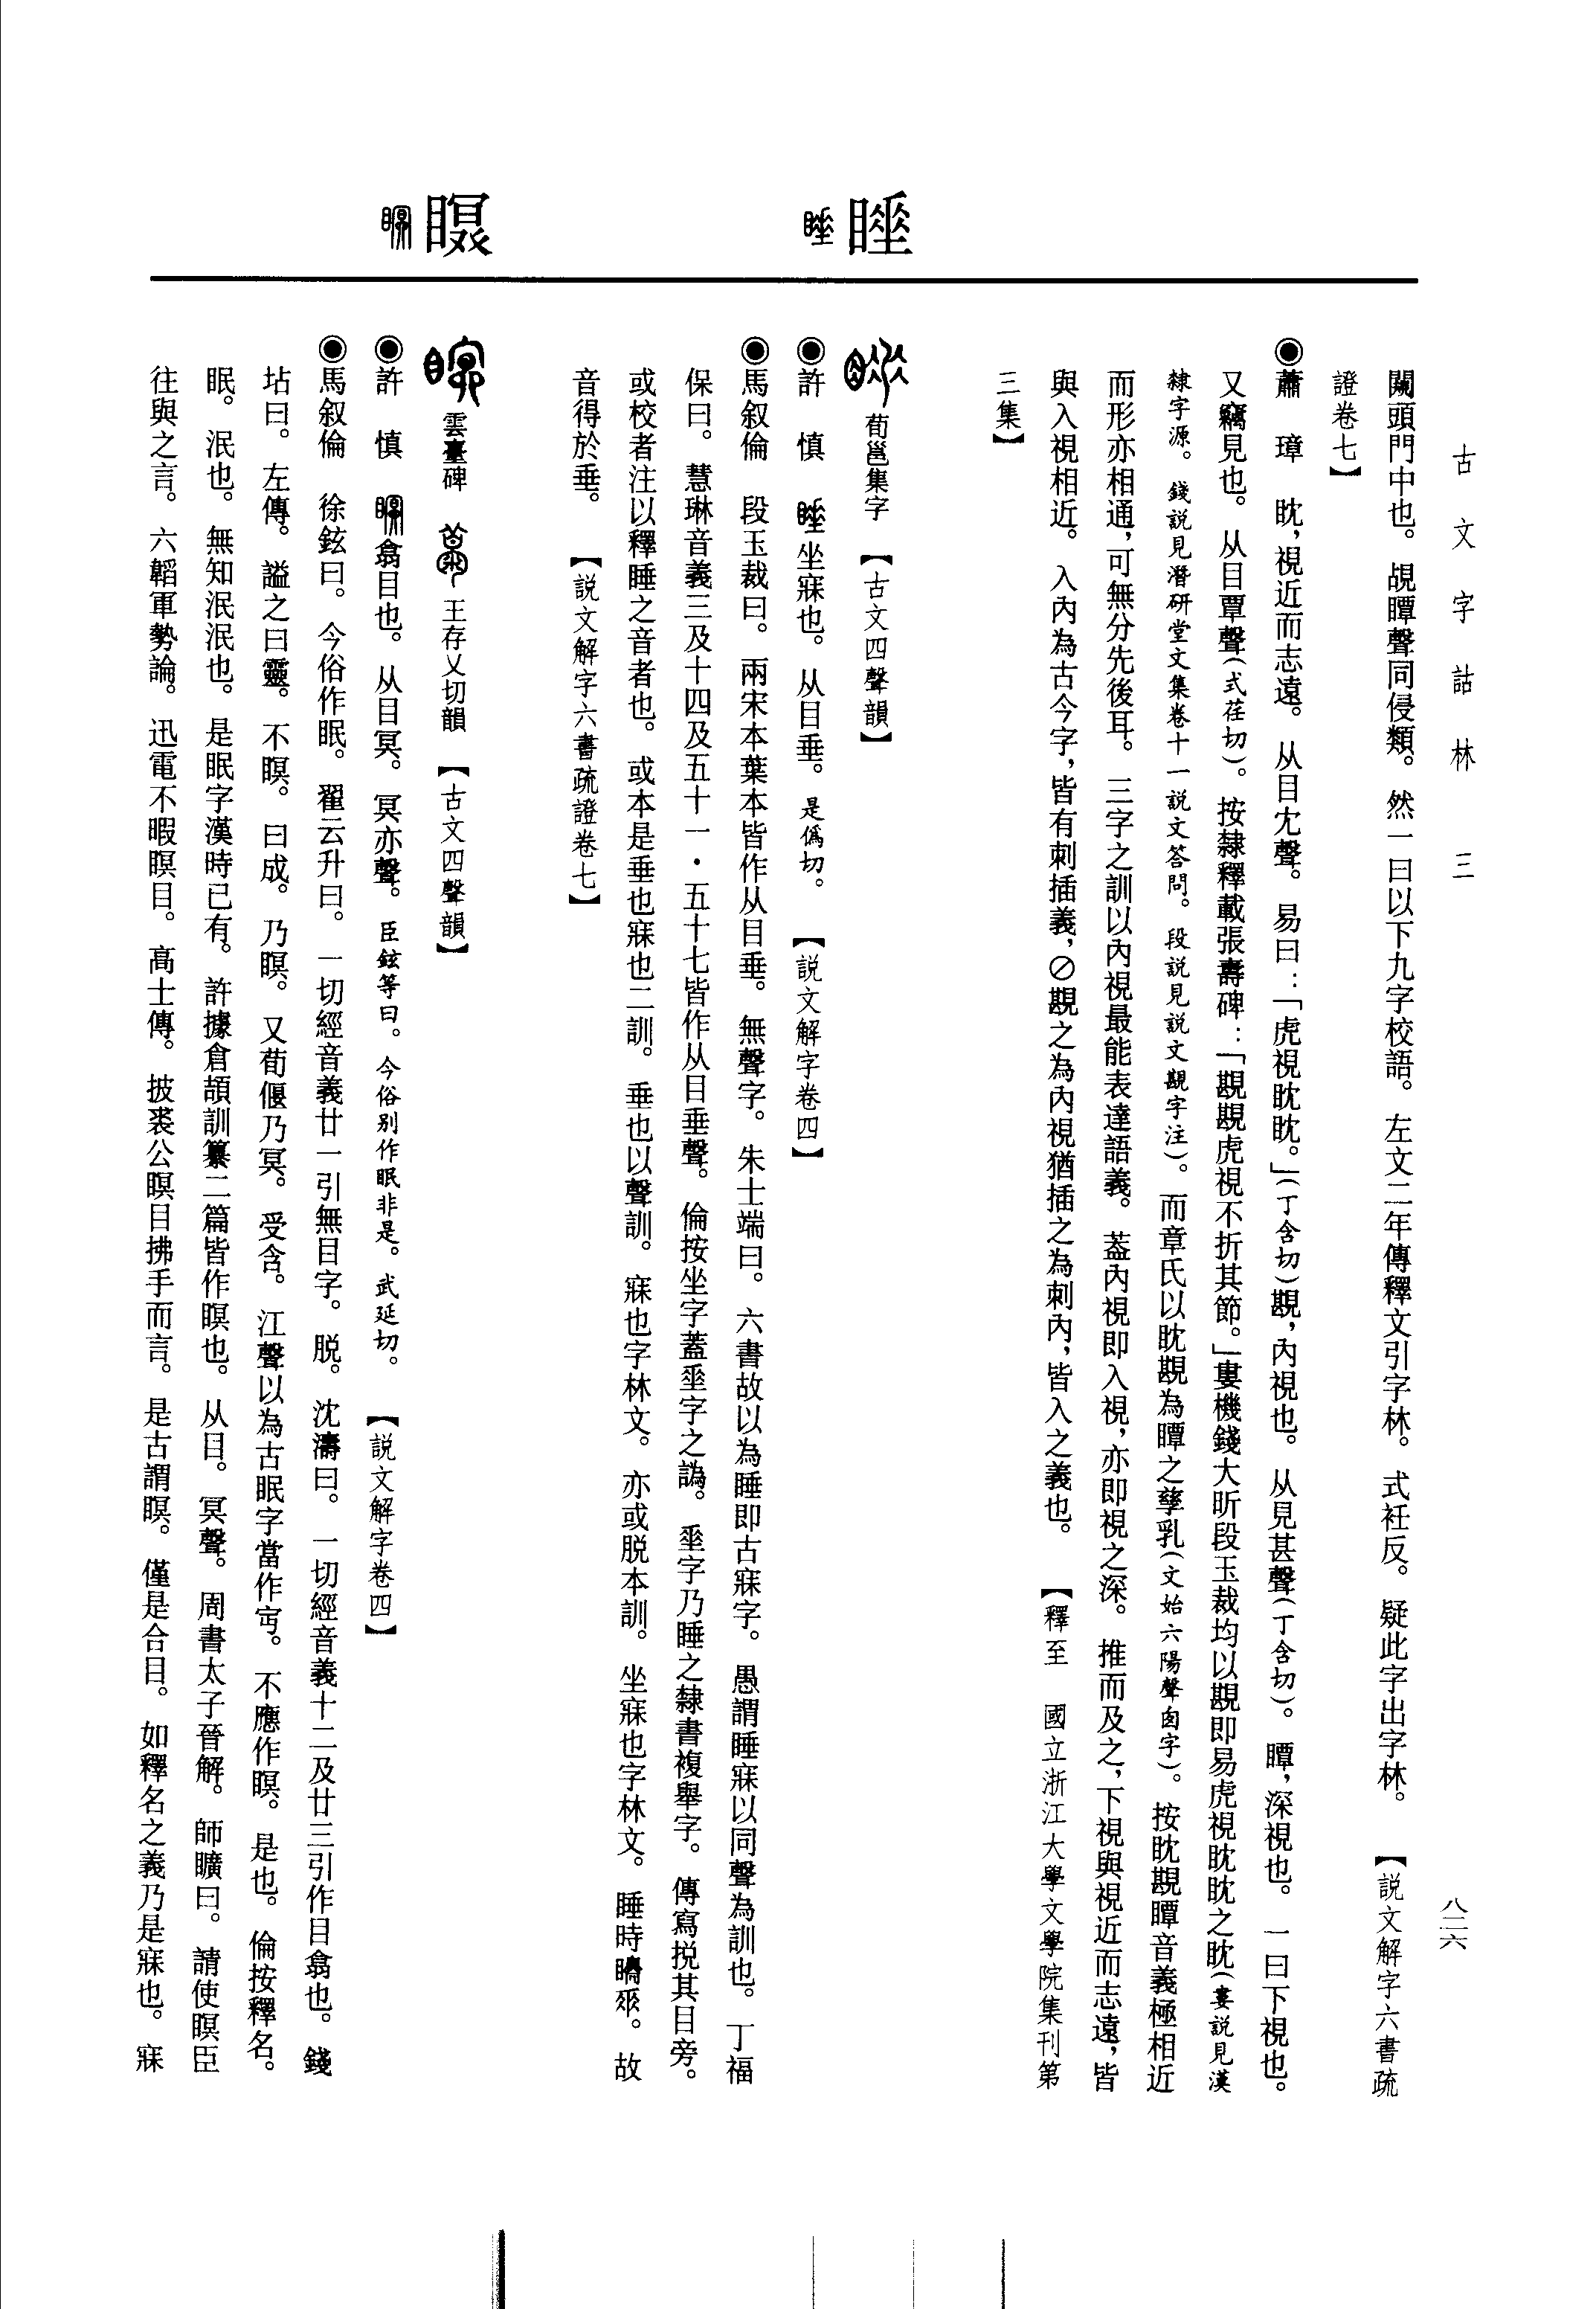 古文字詁林 三
八二六
睡
瞑
闖頭門中也。覘瞫聲同侵類。然一曰以下九字校語。左文二年傳釋文引字林。式衽反。疑此字出字林。【説文解字六書疏
證卷七】
◉蕭 璋 眈,視近而志遠。从目冘聲。易曰:「虎視眈眈。」(丁含切)覴,內視也。从見甚聲(丁含切)。瞫,深視也。一曰下視也。
又竊見也。从目覃聲(式荏切)。按隸釋載張壽碑:「覴覴虎視不折其節。」婁機錢大昕段玉裁均以覴即易虎視眈眈之眈(婁説見漢
隸字源。錢説見潛研堂文集卷十一説文答問。段説見説文覴字注)。而章氏以眈覴為瞫之孳乳(文始六陽聲囱字)。按眈覴瞫音義極相近
而形亦相通,可無分先後耳。三字之訓以內視最能表達語義。葢內視即入視,亦即視之深。推而及之,下視與視近而志遠,皆
與入視相近。入內為古今字,皆有刺插義,覴之為內視猶插之為刺內,皆入之義也。【釋至 國立浙江大學文學院集刊第
三集】
荀邕集字 【古文四聲韻】
◉許 慎 坐寐也。从目垂。是偽切。【説文解字卷四】
◉馬叙倫 段玉裁曰。兩宋本葉本皆作从目垂。無聲字。朱士端曰。六書故以為睡即古寐字。愚謂睡寐以同聲為訓也。丁福
保曰。慧琳音義三及十四及五十一·五十七皆作从目垂聲。倫按坐字蓋坙字之譌。坙字乃睡之隸書複舉字。傳寫挩其目旁。
或校者注以釋睡之音者也。或本是垂也寐也二訓。垂也以聲訓。寐也字林文。亦或脱本訓。坐寐也字林文。睡時𥌒𠂢。故
音得於垂。【説文解字六書疏證卷七】
雲臺碑 王存乂切韻 【古文四聲韻】
◉許 慎 翕目也。从目冥。冥亦聲。臣鉉等曰。今俗别作眠非是。武延切。【説文解字卷四】
◉馬叙倫 徐鉉曰。今俗作眠。翟云升曰。一切經音義廿一引無目字。脱。沈濤曰。一切經音義十二及廿三引作目翕也。錢
坫曰。左傳。謚之曰靈。不瞑。曰成。乃瞑。又荀偃乃冥。受含。江聲以為古眠字當作寅。不應作瞑。是也。倫按釋名。
眠。泯也。無知泯泯也。是眠字漢時已有。許據倉頡訓纂二篇皆作瞑也。从目。冥聲。周書太子晉解。師曠曰。請使瞑臣
往與之言。六韜軍勢論。迅電不暇瞑目。高士傳。披裘公瞑目拂手而言。是古謂瞑。僅是合目。如釋名之義乃是寐也。寐